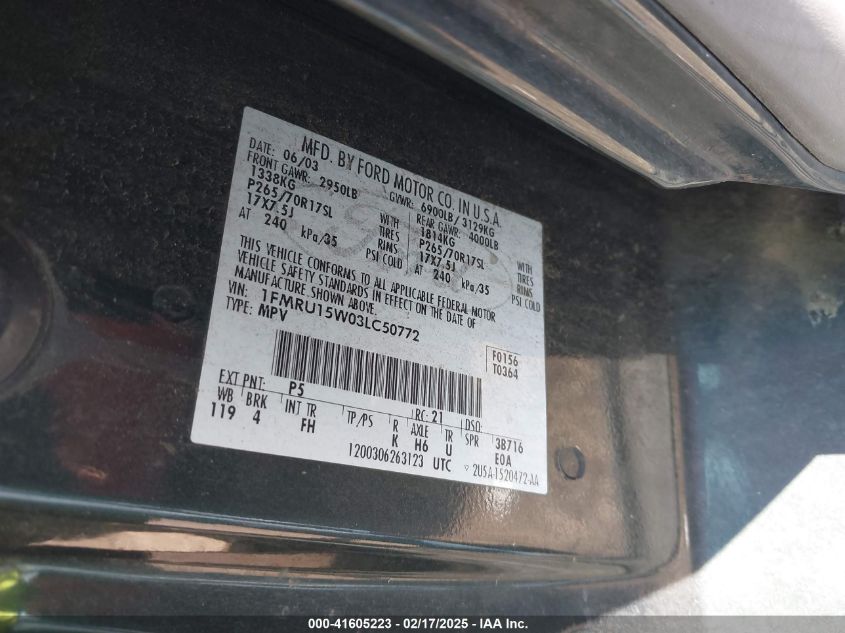 MFD. BY FORD MOTOR CO. IN U.S.A.
DATE: 06/03 GVWR: 6900LB/3129KG
FRONT GAWR: 2950LB REAR GAWR: 4000LB
1338KG WITH 1814KG WITH
P265/70R17SL TIRES P265/70R17SL TIRES
17X7.5J RIMS 17X7.5J RIMS
AT 240 kPa/35 PSI COLD AT 240 kPa/35 PSI COLD
THIS VEHICLE CONFORMS TO ALL APPLICABLE FEDERAL MOTOR
VEHICLE SAFETY STANDARDS IN EFFECT ON THE DATE OF
MANUFACTURE SHOWN ABOVE.
VIN: 1FMRU15W03LC50772
TYPE: MPV
F0156
T0364
EXT PNT: P5 RC: 21 DSO:
WB BRK INT TR TP/PS R AXLE TR SPR 3B716
119 4 FH K H6 U E0A
1200306263123 UTC 2U5A-1520472-AA
000-41605223 - 02/17/2025 - IAA Inc.